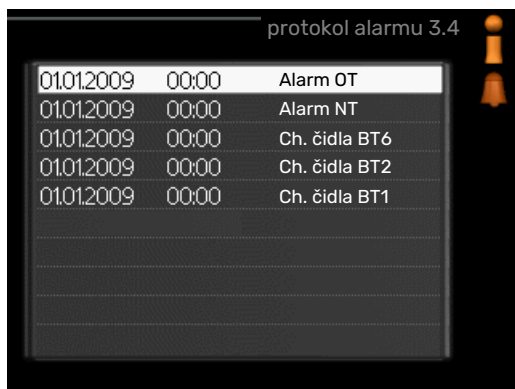 protokol alarmu 3.4
01.01.2009 00:00 Alarm OT
01.01.2009 00:00 Alarm NT
01.01.2009 00:00 Ch. čidla BT6
01.01.2009 00:00 Ch. čidla BT2
01.01.2009 00:00 Ch. čidla BT1